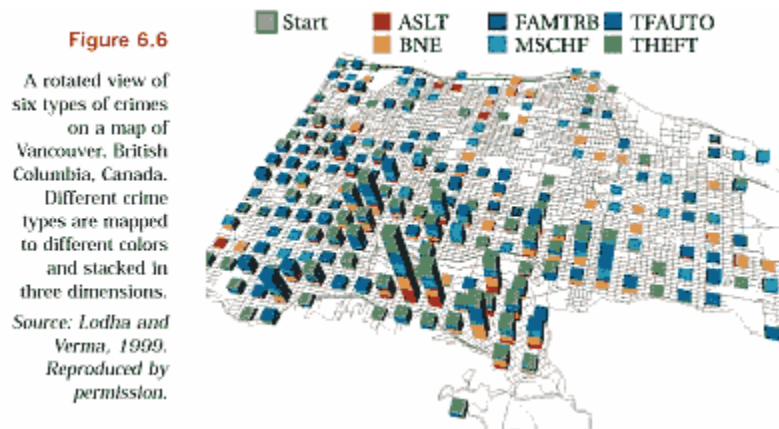 Figure 6.6
A rotated view of
six types of crimes
on a map of
Vancouver, British
Columbia, Canada.
Different crime
types are mapped
to different colors
and stacked in
three dimensions.
Source: Lodha and
Verma, 1999.
Reproduced by
permission.
Start ASLT FAMTRB TFAUTO
BNE MSCHF THEFT